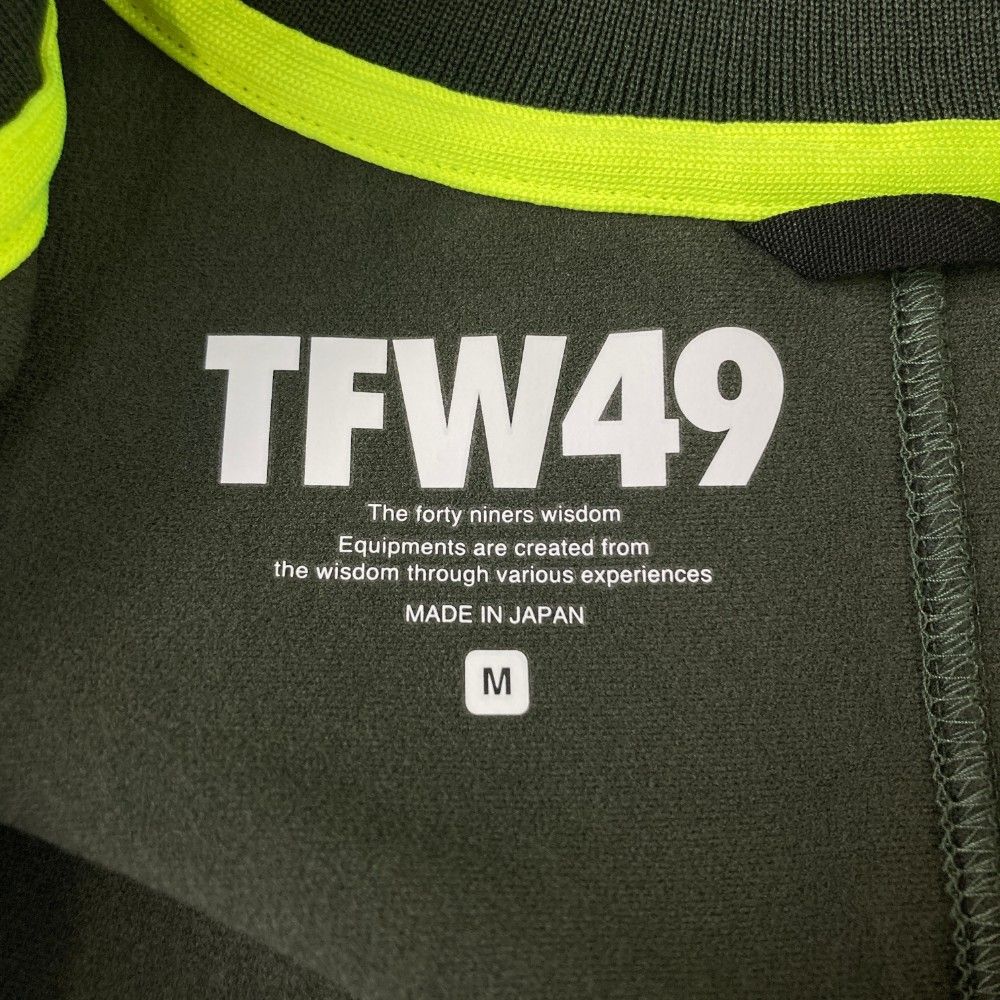 TFW49
The forty niners wisdom
Equipments are created from
the wisdom through various experiences
MADE IN JAPAN
M